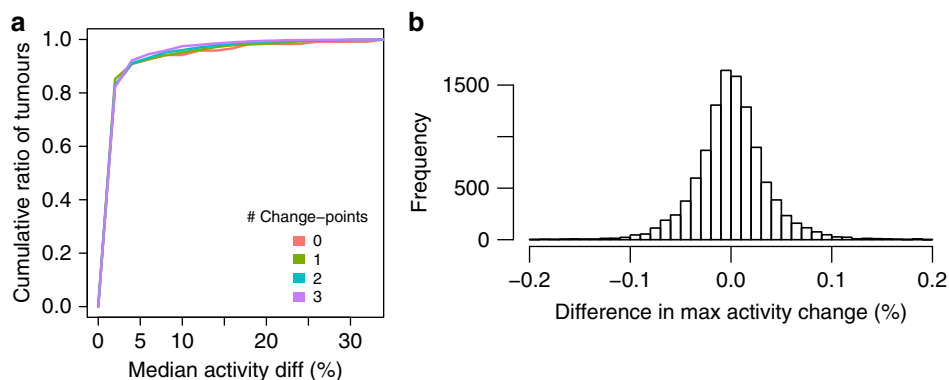 a
1.0
0.8
0.6
0.4
0.2
0.0
Cumulative ratio of tumours
# Change-points
0
1
2
3
0 5 10 20 30
Median activity diff (%)
b
1500
500
0
Frequency
−0.2 −0.1 0.0 0.1 0.2
Difference in max activity change (%)